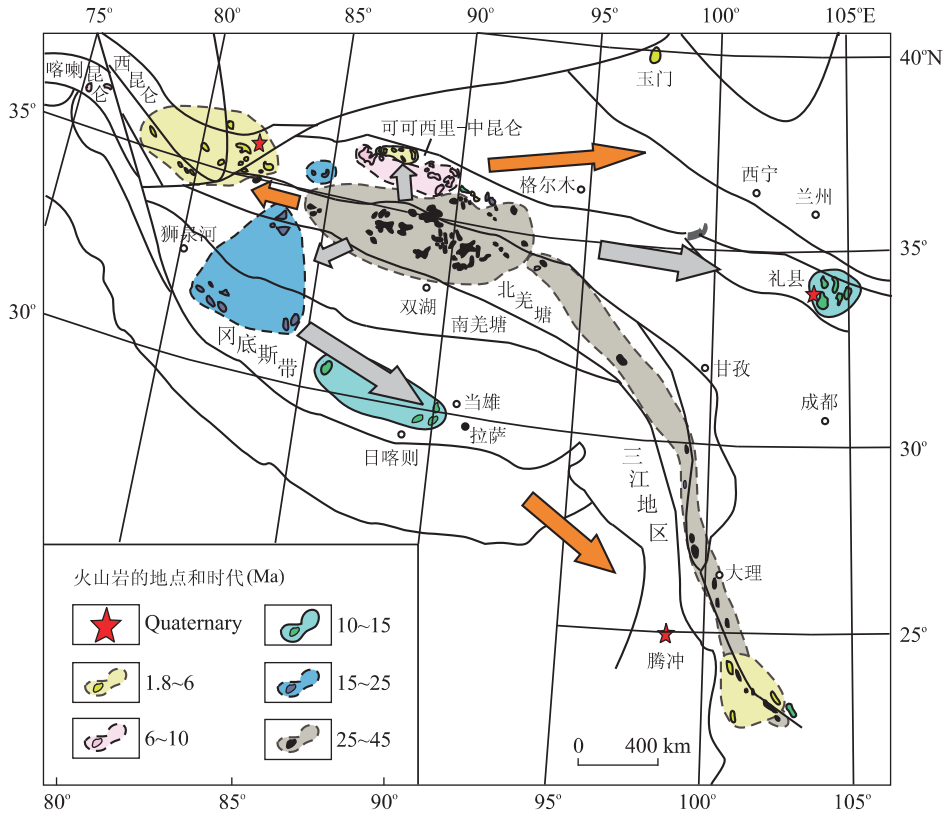 75° 80° 85° 90° 95° 100° 105°E
40°N
喀喇昆仑
西昆仑
玉门
35°
可可西里-中昆仑
格尔木
西宁
兰州
狮泉河
35°
礼县
双湖
北羌塘
南羌塘
30°
冈底斯带
甘孜
当雄
成都
拉萨
日喀则
30°
三江地区
大理
25°
腾冲
火山岩的地点和时代(Ma)
Quaternary
10~15
1.8~6
15~25
6~10
25~45
0 400 km
80° 85° 90° 95° 100° 105°